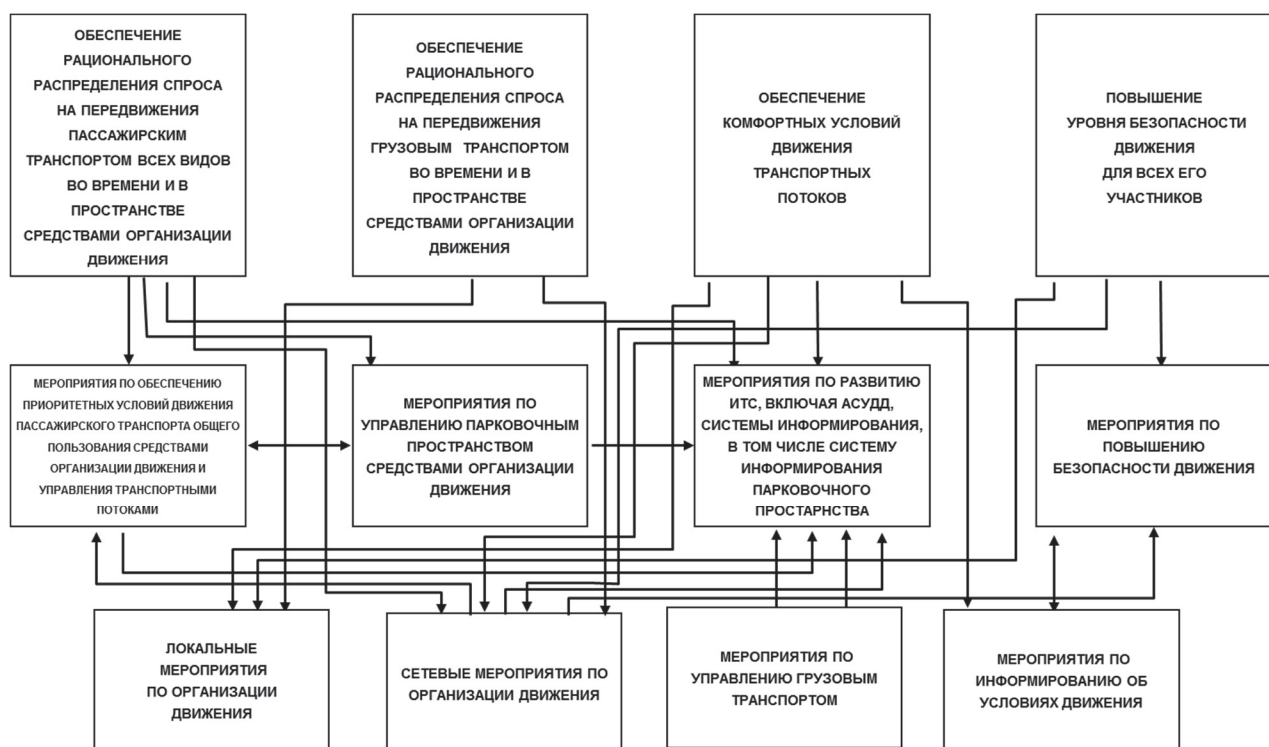 ОБЕСПЕЧЕНИЕ
РАЦИОНАЛЬНОГО
РАСПРЕДЕЛЕНИЯ СПРОСА
НА ПЕРЕДВИЖЕНИЯ
ПАССАЖИРСКИМ
ТРАНСПОРТОМ ВСЕХ ВИДОВ
ВО ВРЕМЕНИ И В
ПРОСТРАНСТВЕ
СРЕДСТВАМИ ОРГАНИЗАЦИИ
ДВИЖЕНИЯ
ОБЕСПЕЧЕНИЕ
РАЦИОНАЛЬНОГО
РАСПРЕДЕЛЕНИЯ СПРОСА
НА ПЕРЕДВИЖЕНИЯ
ГРУЗОВЫМ ТРАНСПОРТОМ
ВО ВРЕМЕНИ И В
ПРОСТРАНСТВЕ
СРЕДСТВАМИ ОРГАНИЗАЦИИ
ДВИЖЕНИЯ
ОБЕСПЕЧЕНИЕ
КОМФОРТНЫХ УСЛОВИЙ
ДВИЖЕНИЯ
ТРАНСПОРТНЫХ
ПОТОКОВ
ПОВЫШЕНИЕ
УРОВНЯ БЕЗОПАСНОСТИ
ДВИЖЕНИЯ
ДЛЯ ВСЕХ ЕГО
УЧАСТНИКОВ
МЕРОПРИЯТИЯ ПО ОБЕСПЕЧЕНИЮ
ПРИОРИТЕТНЫХ УСЛОВИЙ ДВИЖЕНИЯ
ПАССАЖИРСКОГО ТРАНСПОРТА ОБЩЕГО
ПОЛЬЗОВАНИЯ СРЕДСТВАМИ
ОРГАНИЗАЦИИ ДВИЖЕНИЯ И
УПРАВЛЕНИЯ ТРАНСПОРТНЫМИ
ПОТОКАМИ
МЕРОПРИЯТИЯ ПО
УПРАВЛЕНИЮ ПАРКОВОЧНЫМ
ПРОСТРАНСТВОМ
СРЕДСТВАМИ ОРГАНИЗАЦИИ
ДВИЖЕНИЯ
МЕРОПРИЯТИЯ ПО РАЗВИТИЮ
ИТС, ВКЛЮЧАЯ АСУДД,
СИСТЕМЫ ИНФОРМИРОВАНИЯ,
В ТОМ ЧИСЛЕ СИСТЕМУ
ИНФОРМИРОВАНИЯ
ПАРКОВОЧНОГО
ПРОСТАРНСТВА
МЕРОПРИЯТИЯ ПО
ПОВЫШЕНИЮ
БЕЗОПАСНОСТИ ДВИЖЕНИЯ
ЛОКАЛЬНЫЕ
МЕРОПРИЯТИЯ
ПО ОРГАНИЗАЦИИ
ДВИЖЕНИЯ
СЕТЕВЫЕ МЕРОПРИЯТИЯ ПО
ОРГАНИЗАЦИИ ДВИЖЕНИЯ
МЕРОПРИЯТИЯ ПО
УПРАВЛЕНИЮ ГРУЗОВЫМ
ТРАНСПОРТОМ
МЕРОПРИЯТИЯ ПО
ИНФОРМИРОВАНИЮ ОБ
УСЛОВИЯХ ДВИЖЕНИЯ